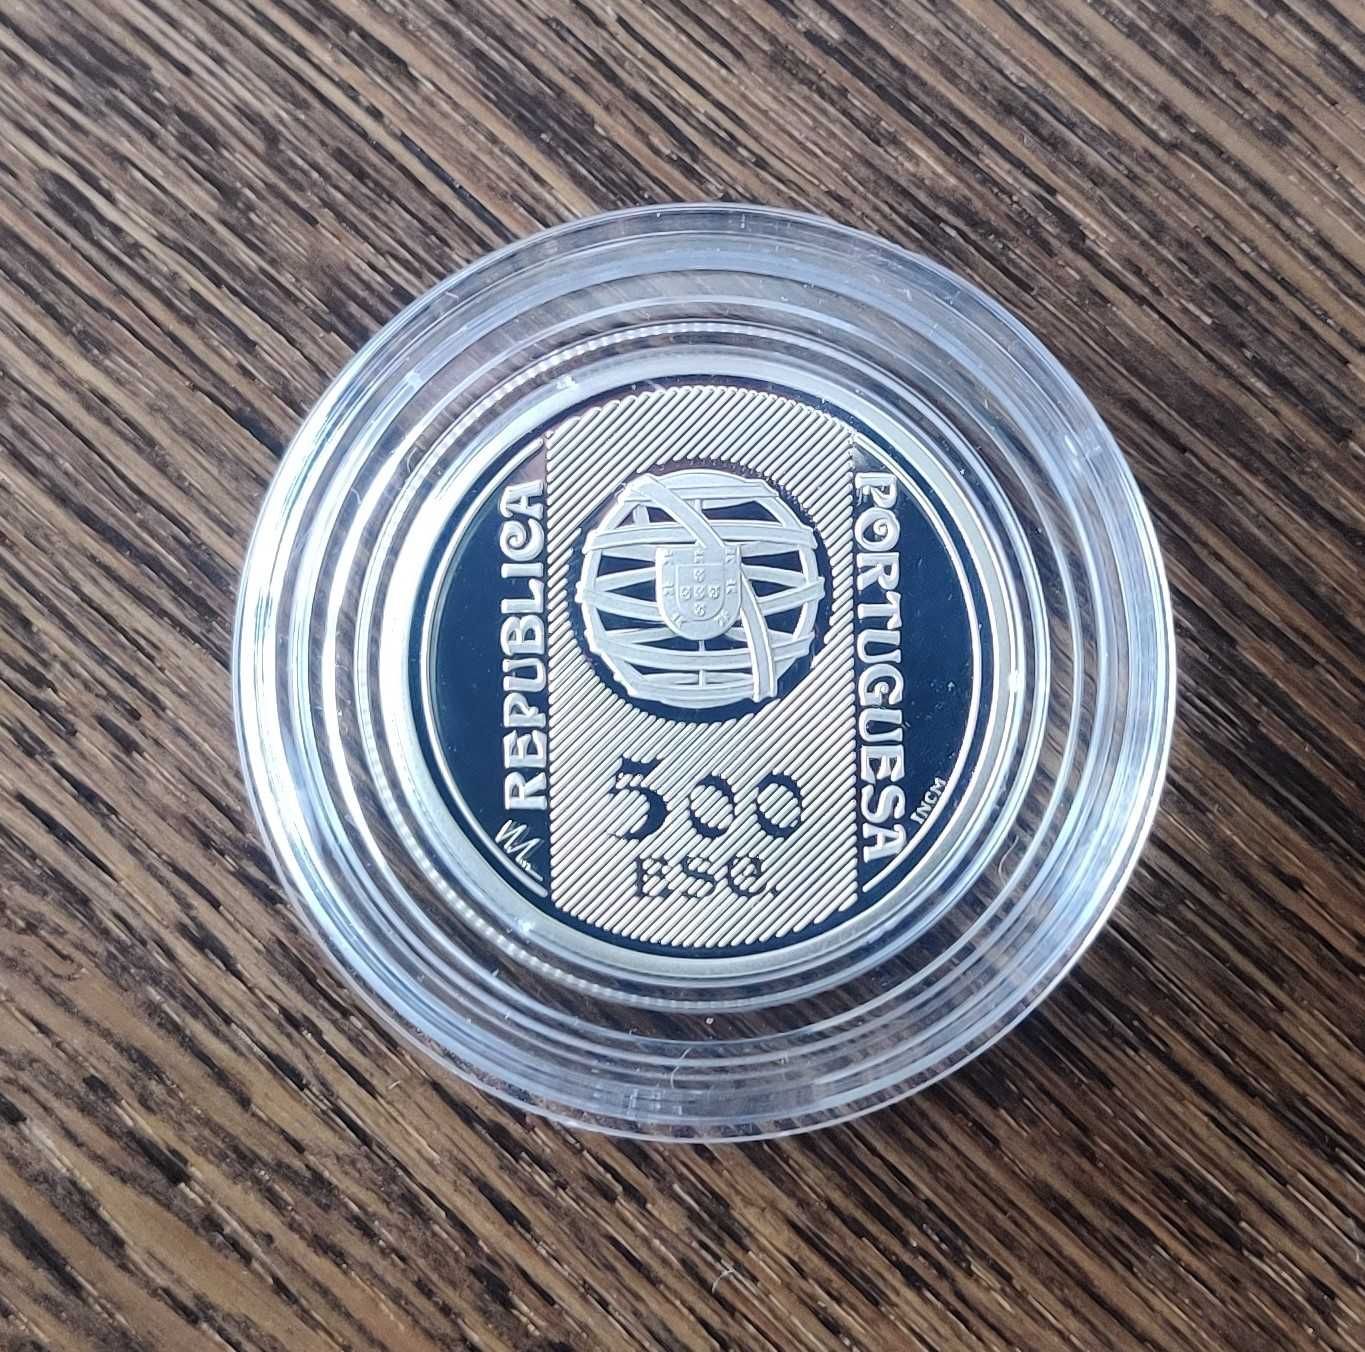 REPUBLICA
PORTUGUESA
500
ESC.
INCM